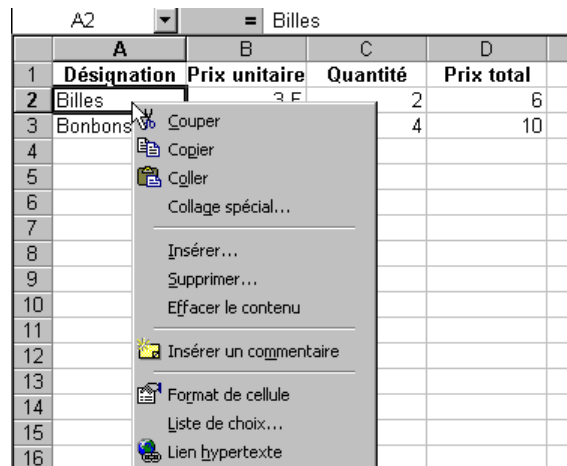 A2 = Billes
A B C D
1 Désignation Prix unitaire Quantité Prix total
2 Billes 2 6
3 Bonbons 4 10
4
5
6
7
8
9
10
11
12
13
14
15
16
Couper
Copier
Coller
Collage spécial...
Insérer...
Supprimer...
Effacer le contenu
Insérer un commentaire
Format de cellule
Liste de choix...
Lien hypertexte